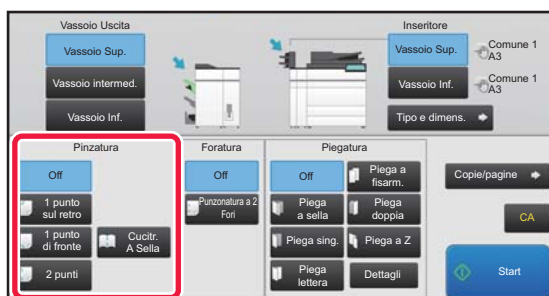 Vassoio Uscita
Inseritore
Vassoio Sup.
Vassoio intermed.
Vassoio Inf.
Vassoio Sup.
Comune 1
A3
Vassoio Inf.
Comune 1
A3
Tipo e dimens.
Pinzatura
Foratura
Piegatura
Off
1 punto
sul retro
1 punto
di fronte
Cucitr.
A Sella
2 punti
Off
Punzonatura a 2
Fori
Off
Piega a
fisarm.
Piega
a sella
Piega
doppia
Piega sing.
Piega a Z
Piega
lettera
Dettagli
Copie/pagine
CA
Start